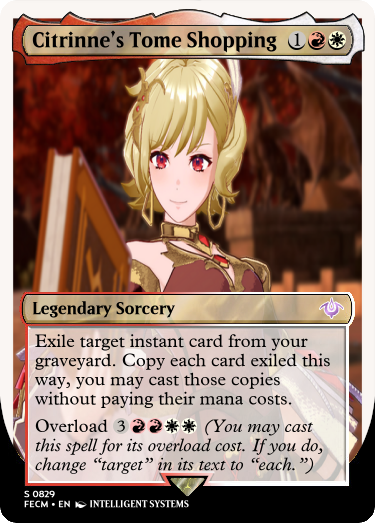 Citrinne's Tome Shopping 1
Legendary Sorcery
Exile target instant card from your
graveyard. Copy each card exiled this
way, you may cast those copies
without paying their mana costs.
Overload 3 (You may cast
this spell for its overload cost. If you do,
change “target” in its text to “each.”)
S 0829
FECM • EN INTELLIGENT SYSTEMS